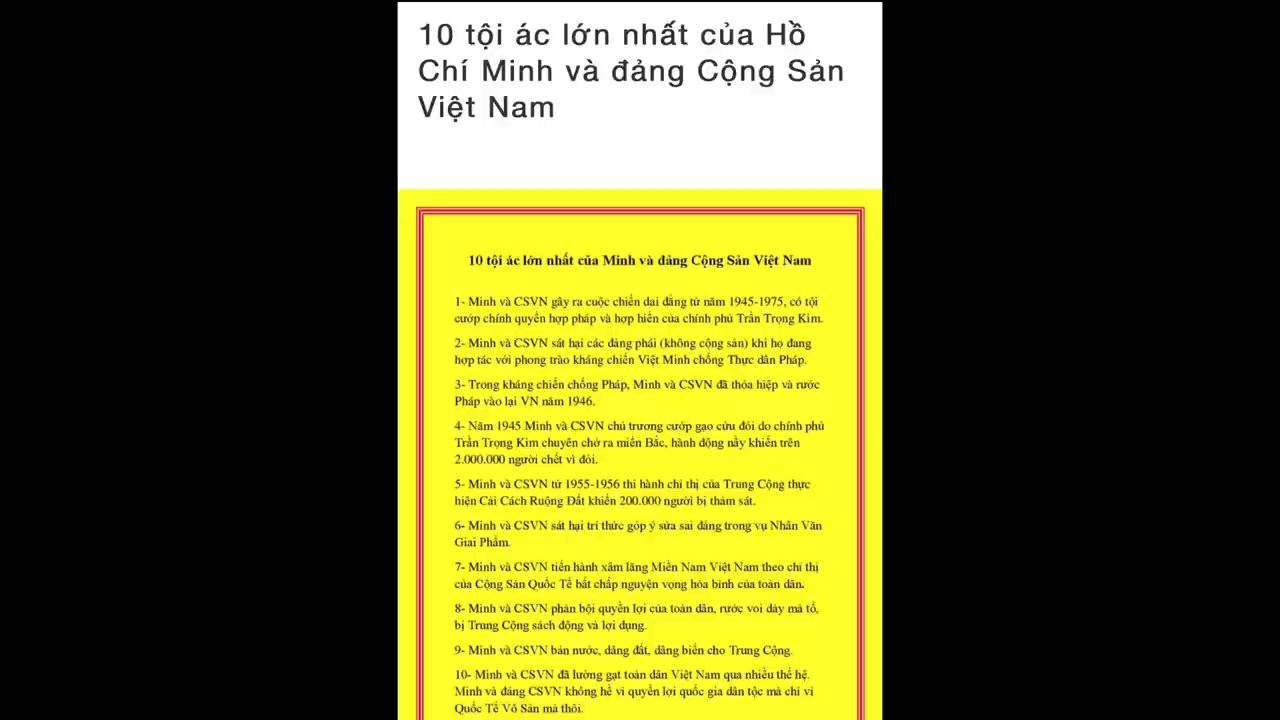 10 tội ác lớn nhất của Hồ
Chí Minh và đảng Cộng Sản
Việt Nam
10 tội ác lớn nhất của Minh và đảng Cộng Sản Việt Nam
1- Minh và CSVN gây ra cuộc chiến dai dẳng từ năm 1945-1975, có tội
cướp chính quyền hợp pháp và hợp hiến của chính phủ Trần Trọng Kim.
2- Minh và CSVN sát hại các đảng phái (không cộng sản) khi họ đang
hợp tác với phong trào kháng chiến Việt Minh chống Thực dân Pháp.
3- Trong kháng chiến chống Pháp, Minh và CSVN đã thỏa hiệp và rước
Pháp vào lại VN năm 1946.
4- Năm 1945 Minh và CSVN chủ trương cướp gạo cứu đói do chính phủ
Trần Trọng Kim chuyên chở ra miền Bắc, hành động nầy khiến trên
2.000.000 người chết vì đói.
5- Minh và CSVN từ 1955-1956 thi hành chỉ thị của Trung Cộng thực
hiện Cải Cách Ruộng Đất khiến 200.000 người bị thảm sát.
6- Minh và CSVN sát hại trí thức góp ý sửa sai đảng trong vụ Nhân Văn
Giai Phẩm.
7- Minh và CSVN tiến hành xâm lăng Miền Nam Việt Nam theo chỉ thị
của Cộng Sản Quốc Tế bất chấp nguyện vọng hòa bình của toàn dân.
8- Minh và CSVN phản bội quyền lợi của toàn dân, rước voi dày mả tổ,
bị Trung Cộng sách động và lợi dụng.
9- Minh và CSVN bán nước, dâng đất, dâng biển cho Trung Cộng.
10- Minh và CSVN đã lường gạt toàn dân Việt Nam qua nhiều thế hệ.
Minh và đảng CSVN không hề vì quyền lợi quốc gia dân tộc mà chỉ vì
Quốc Tế Vô Sản mà thôi.